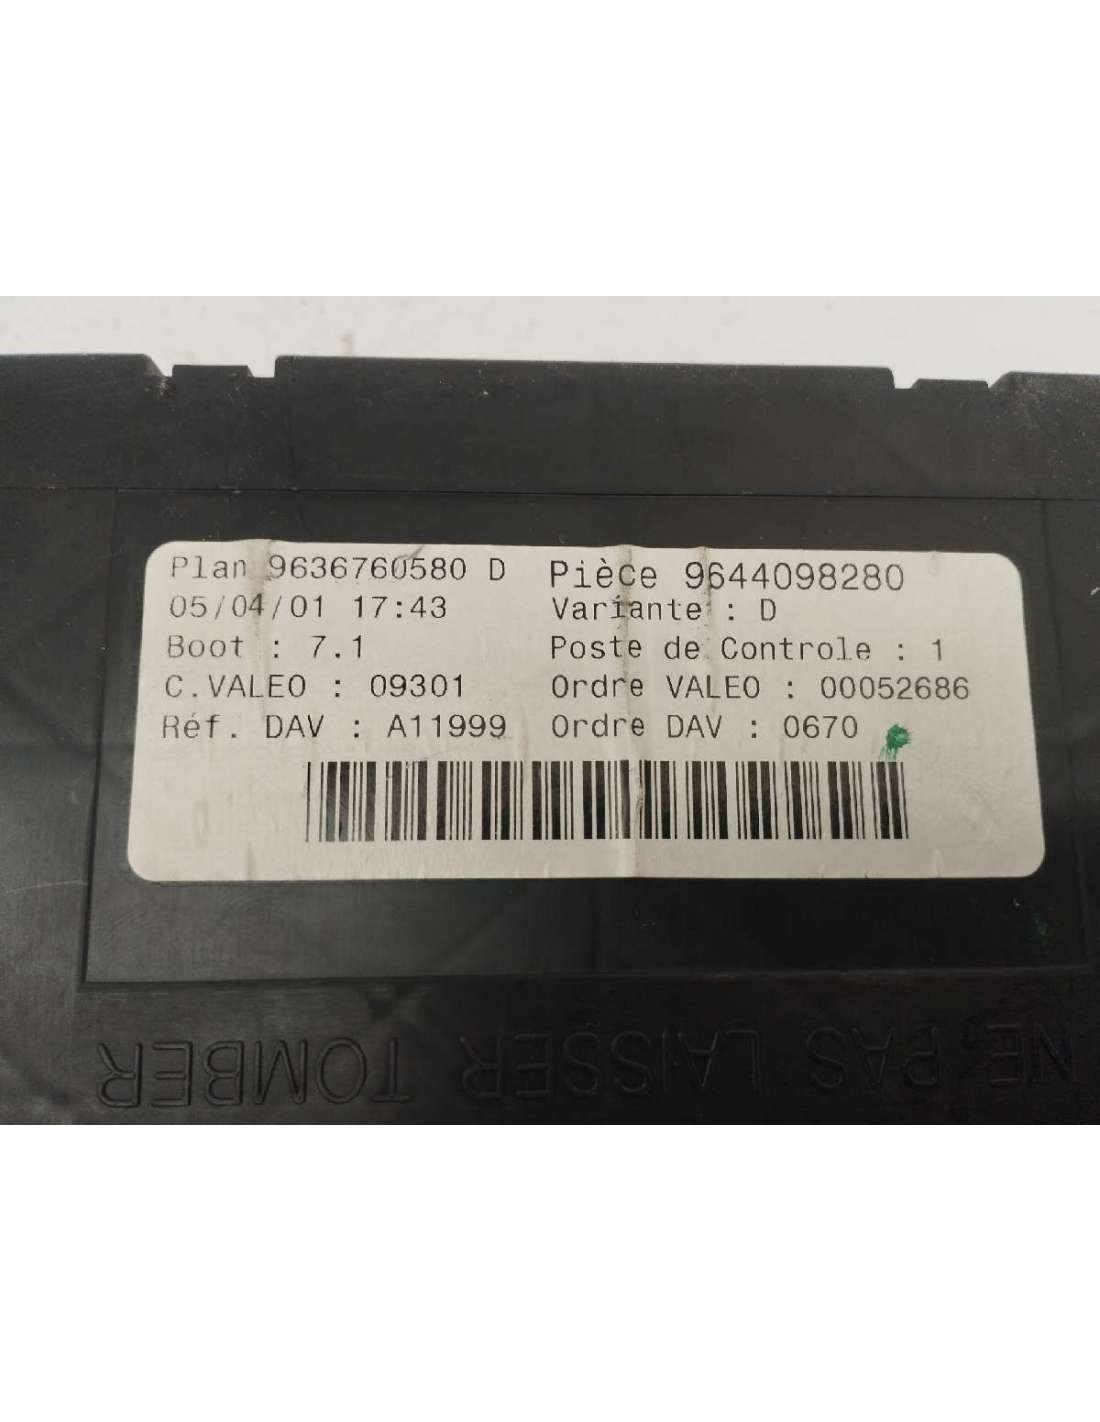 Plan 9636760580 D Pièce 9644098280
05/04/01 17:43 Variante : D
Boot : 7.1 Poste de Controle : 1
C.VALEO : 09301 Ordre VALEO : 00052686
Réf. DAV : A11999 Ordre DAV : 0670
NE PAS LAISSER TOMBER